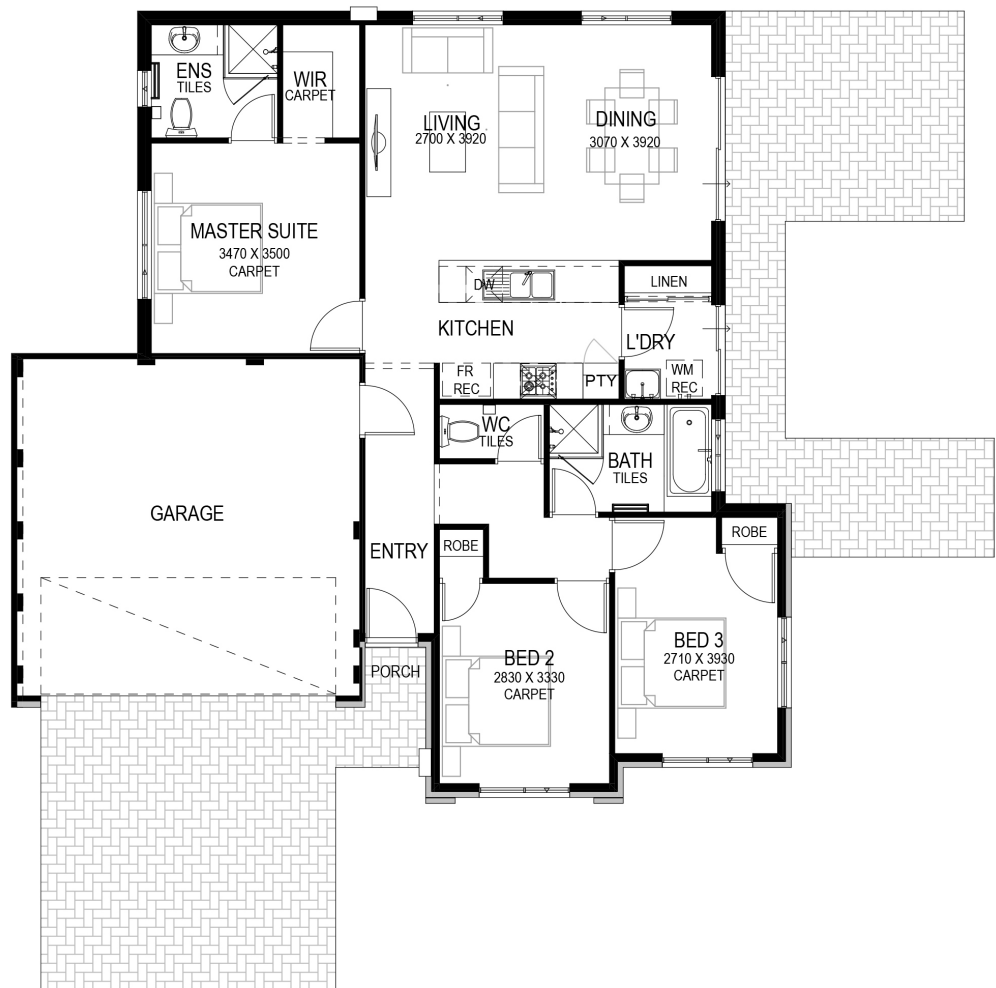 ENS
TILES
WIR
CARPET
LIVING
2700 X 3920
DINING
3070 X 3920
MASTER SUITE
3470 X 3500
CARPET
DW
LINEN
KITCHEN
L'DRY
FR
REC
PTY
WM
REC
WC
TILES
BATH
TILES
GARAGE
ENTRY
ROBE
ROBE
PORCH
BED 2
2830 X 3330
CARPET
BED 3
2710 X 3930
CARPET